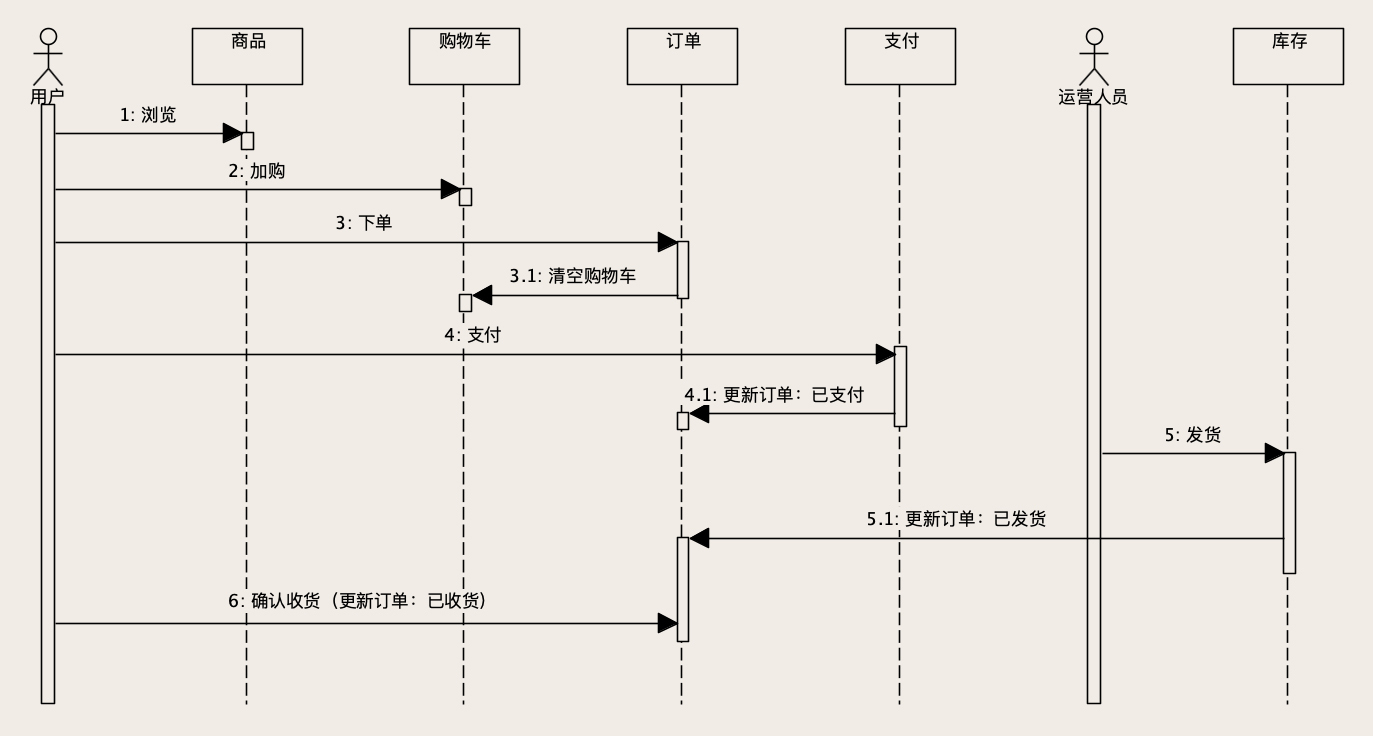 商品
购物车
订单
支付
库存
用户
运营人员
1: 浏览
2: 加购
3: 下单
3.1: 清空购物车
4: 支付
4.1: 更新订单：已支付
5: 发货
5.1: 更新订单：已发货
6: 确认收货（更新订单：已收货）